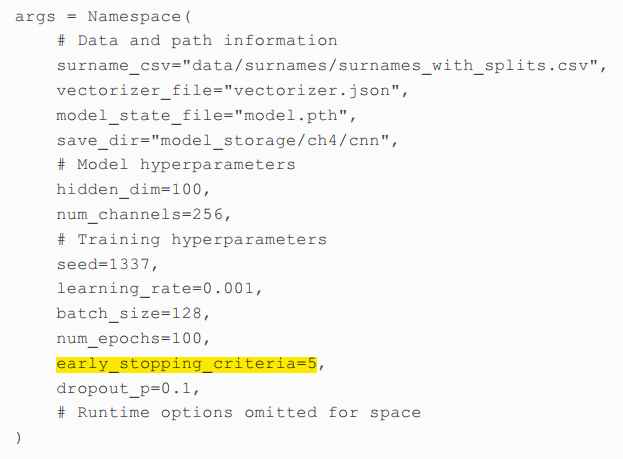 args = Namespace(
    # Data and path information
    surname_csv="data/surnames/surnames_with_splits.csv",
    vectorizer_file="vectorizer.json",
    model_state_file="model.pth",
    save_dir="model_storage/ch4/cnn",
    # Model hyperparameters
    hidden_dim=100,
    num_channels=256,
    # Training hyperparameters
    seed=1337,
    learning_rate=0.001,
    batch_size=128,
    num_epochs=100,
    early_stopping_criteria=5,
    dropout_p=0.1,
    # Runtime options omitted for space
)